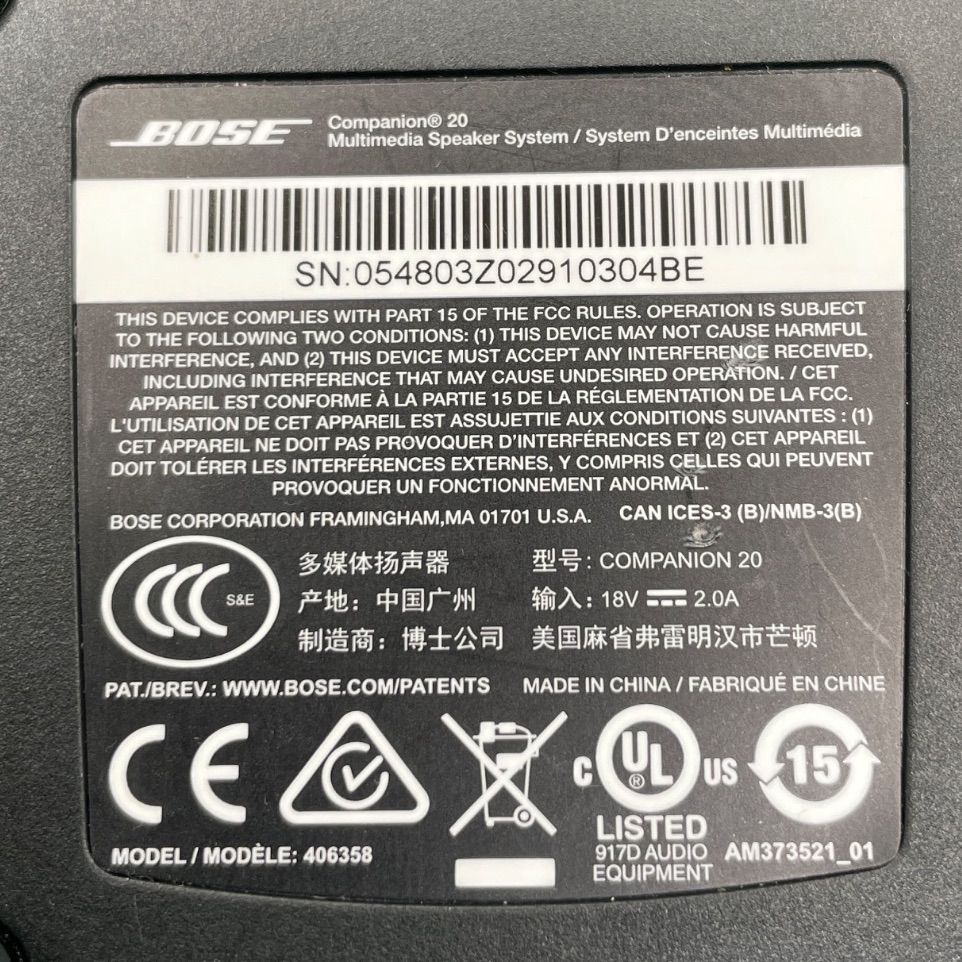 BOSE Companion® 20
Multimedia Speaker System / System D'enceintes Multimédia
SN:054803Z02910304BE
THIS DEVICE COMPLIES WITH PART 15 OF THE FCC RULES. OPERATION IS SUBJECT
TO THE FOLLOWING TWO CONDITIONS: (1) THIS DEVICE MAY NOT CAUSE HARMFUL
INTERFERENCE, AND (2) THIS DEVICE MUST ACCEPT ANY INTERFERENCE RECEIVED,
INCLUDING INTERFERENCE THAT MAY CAUSE UNDESIRED OPERATION. / CET
APPAREIL EST CONFORME À LA PARTIE 15 DE LA RÉGLEMENTATION DE LA FCC.
L'UTILISATION DE CET APPAREIL EST ASSUJETTIE AUX CONDITIONS SUIVANTES : (1)
CET APPAREIL NE DOIT PAS PROVOQUER D'INTERFÉRENCES ET (2) CET APPAREIL
DOIT TOLÉRER LES INTERFÉRENCES EXTERNES, Y COMPRIS CELLES QUI PEUVENT
PROVOQUER UN FONCTIONNEMENT ANORMAL.
BOSE CORPORATION FRAMINGHAM,MA 01701 U.S.A. CAN ICES-3 (B)/NMB-3(B)
CCC S&E
多媒体扬声器 型号: COMPANION 20
产地: 中国广州 输入: 18V 2.0A
制造商: 博士公司 美国麻省弗雷明汉市芒顿
PAT./BREV.: WWW.BOSE.COM/PATENTS MADE IN CHINA / FABRIQUÉ EN CHINE
CE C UL® US 15
LISTED
MODEL / MODÈLE: 406358 917D AUDIO AM373521_01
EQUIPMENT